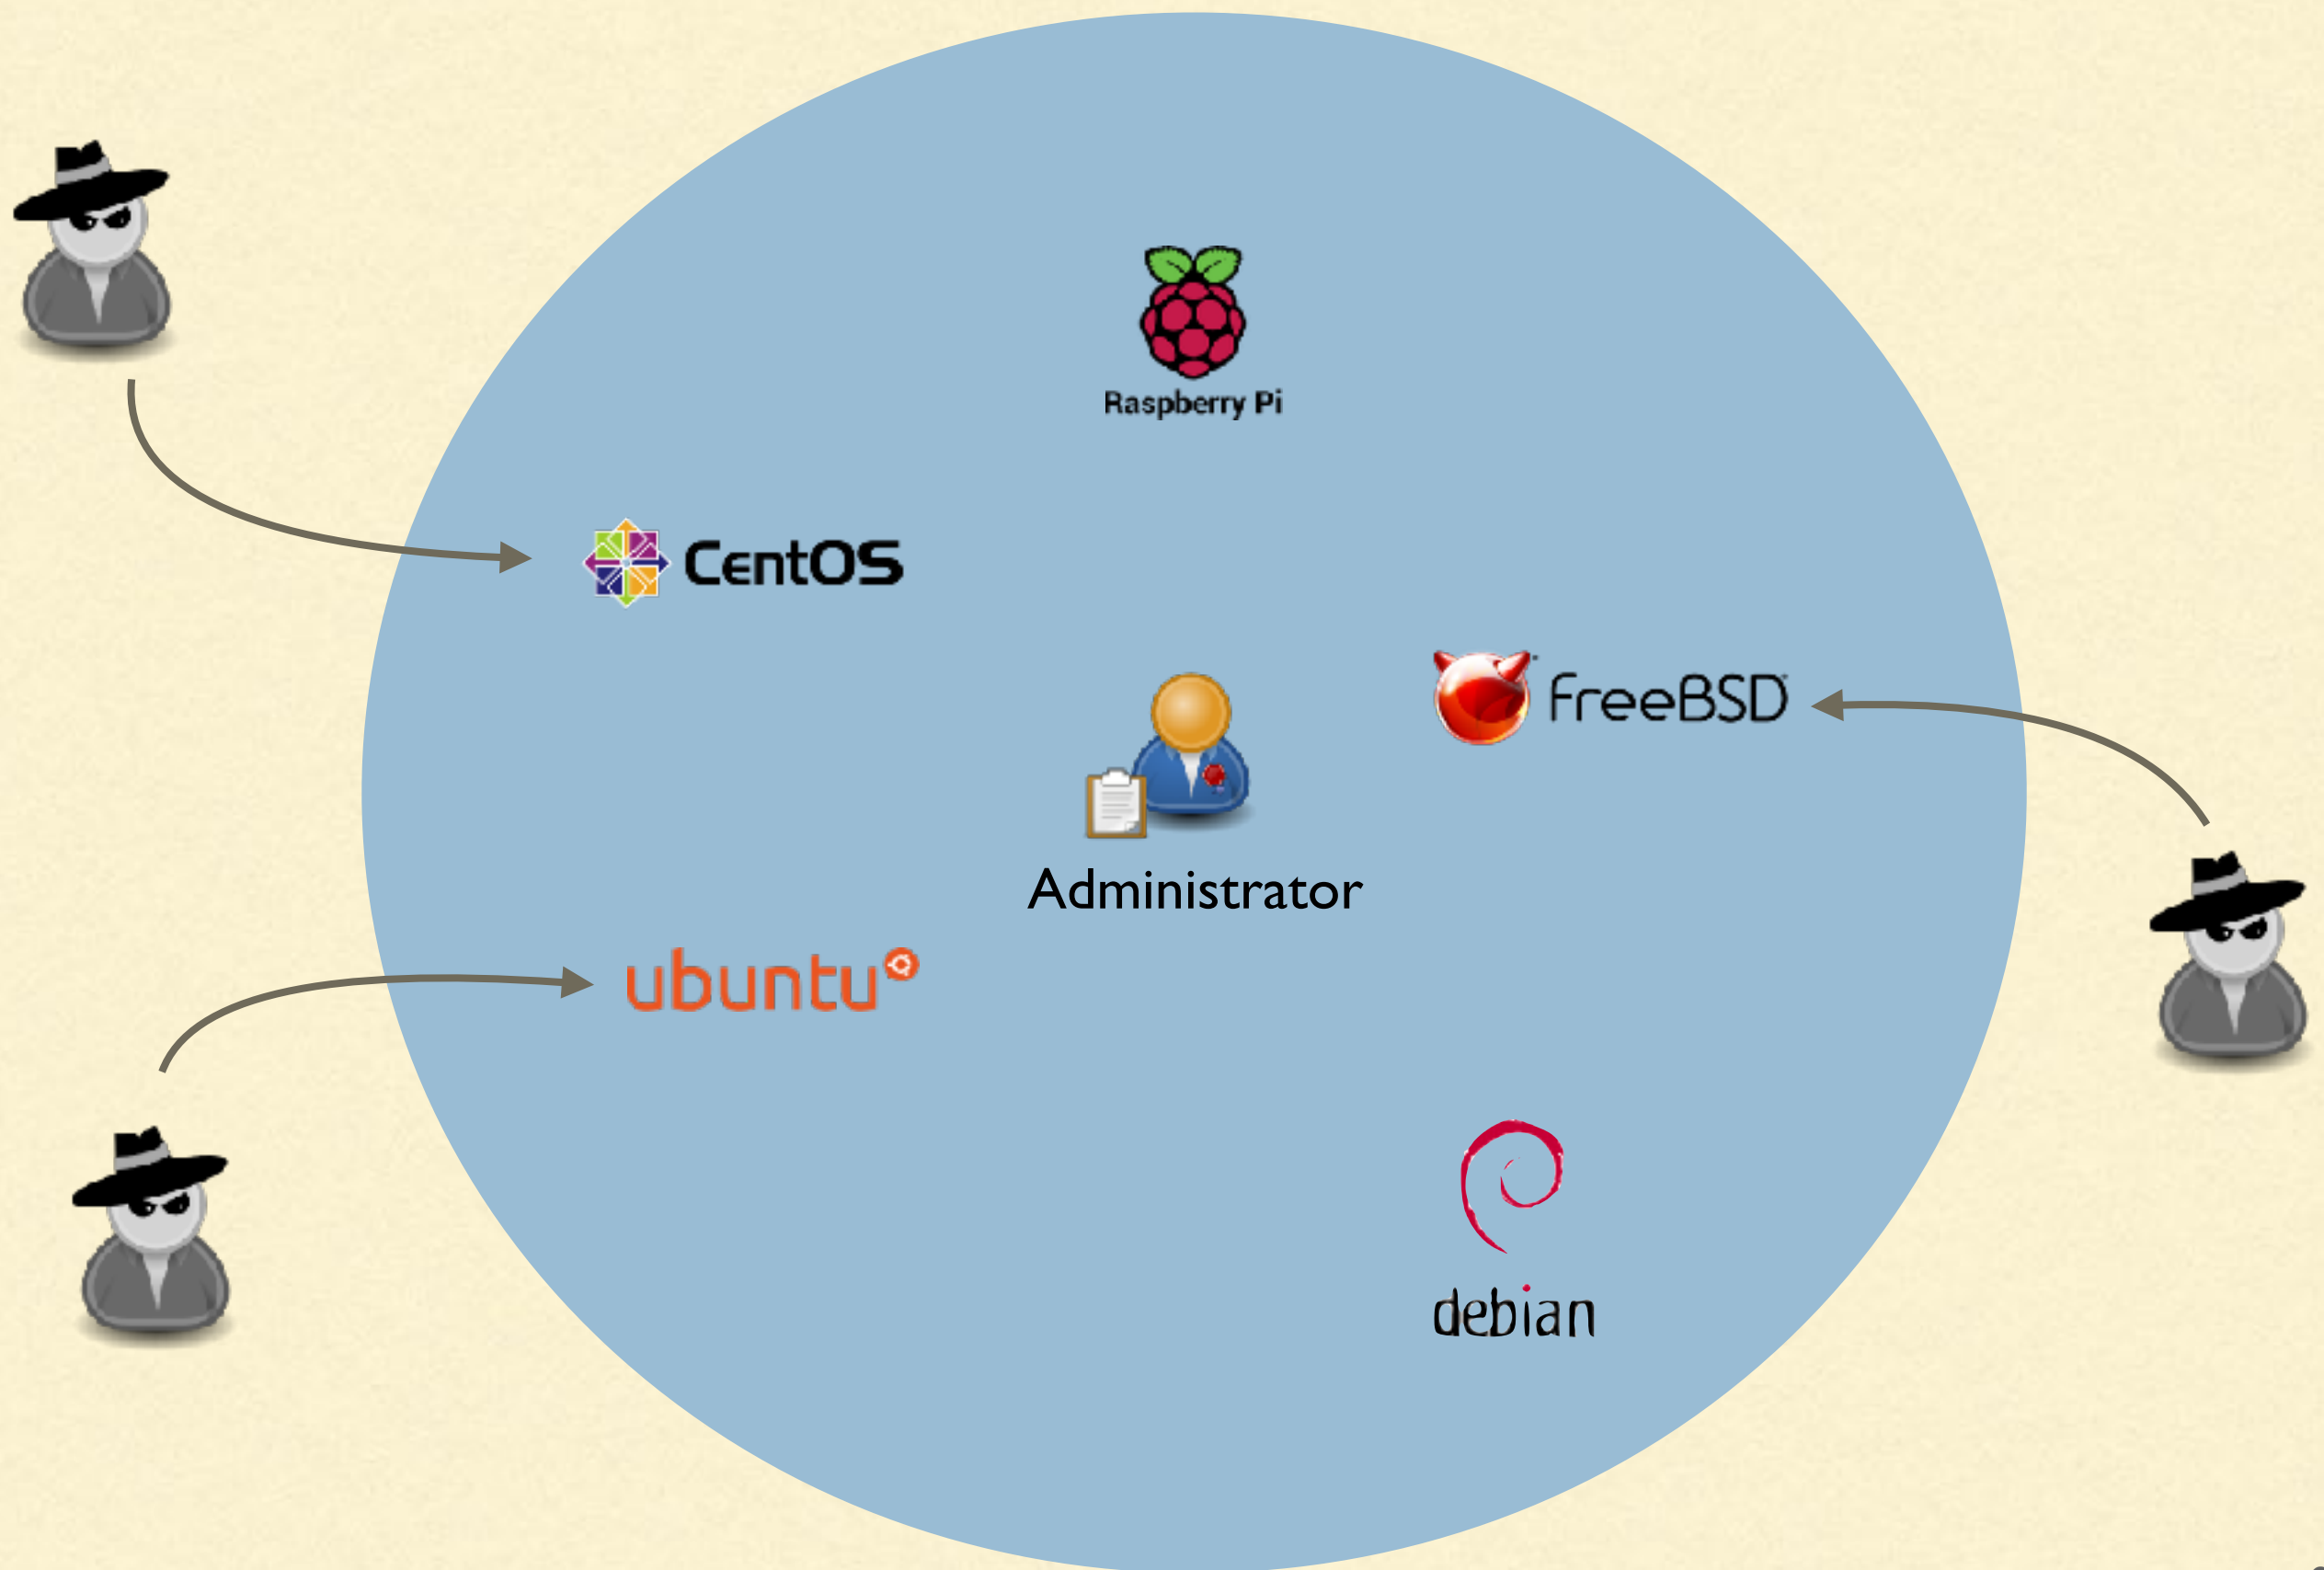 Raspberry Pi
CentOS
FreeBSD
Administrator
ubuntu
debian